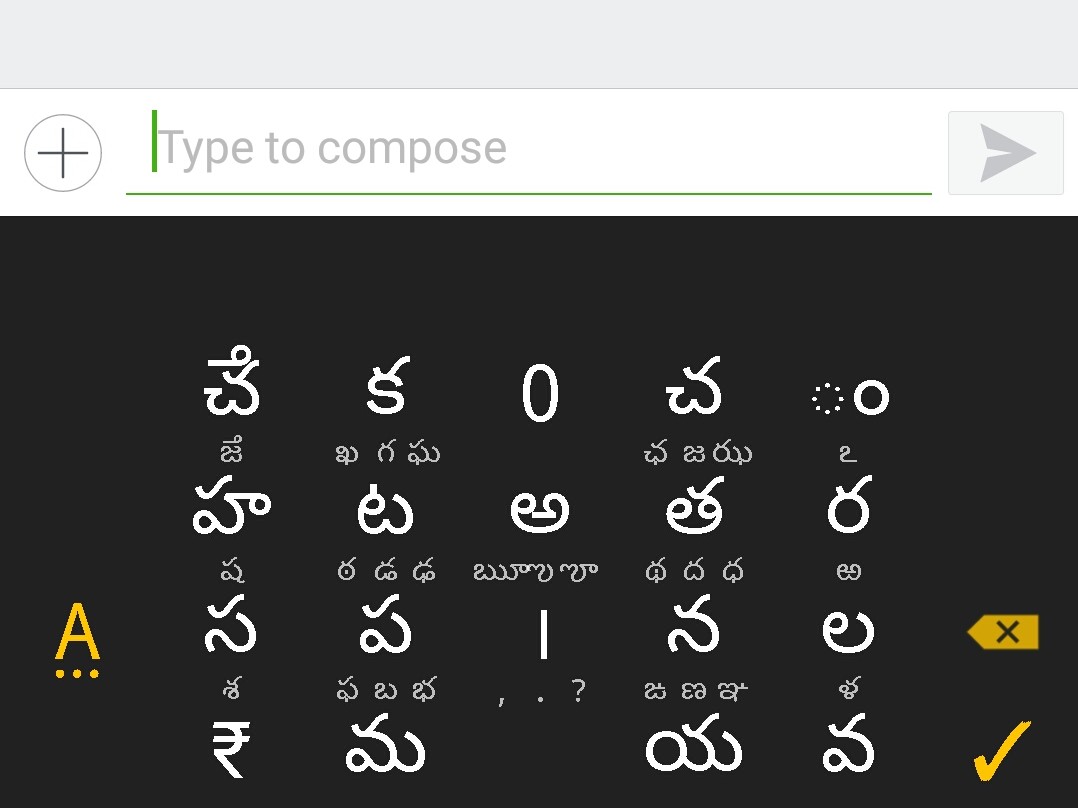 Type to compose
చే క 0 చ ం
జే ఖ గ ఘ ఛ జ ఝ ఽ
హ ట అ త ర
ష ఠ డ ఢ ఋ ౠ ఌ ౡ థ ద ధ ఱ
A స ప । న ల
శ ఫ బ భ , . ? ఙ ణ ఞ ళ
₹ మ య వ